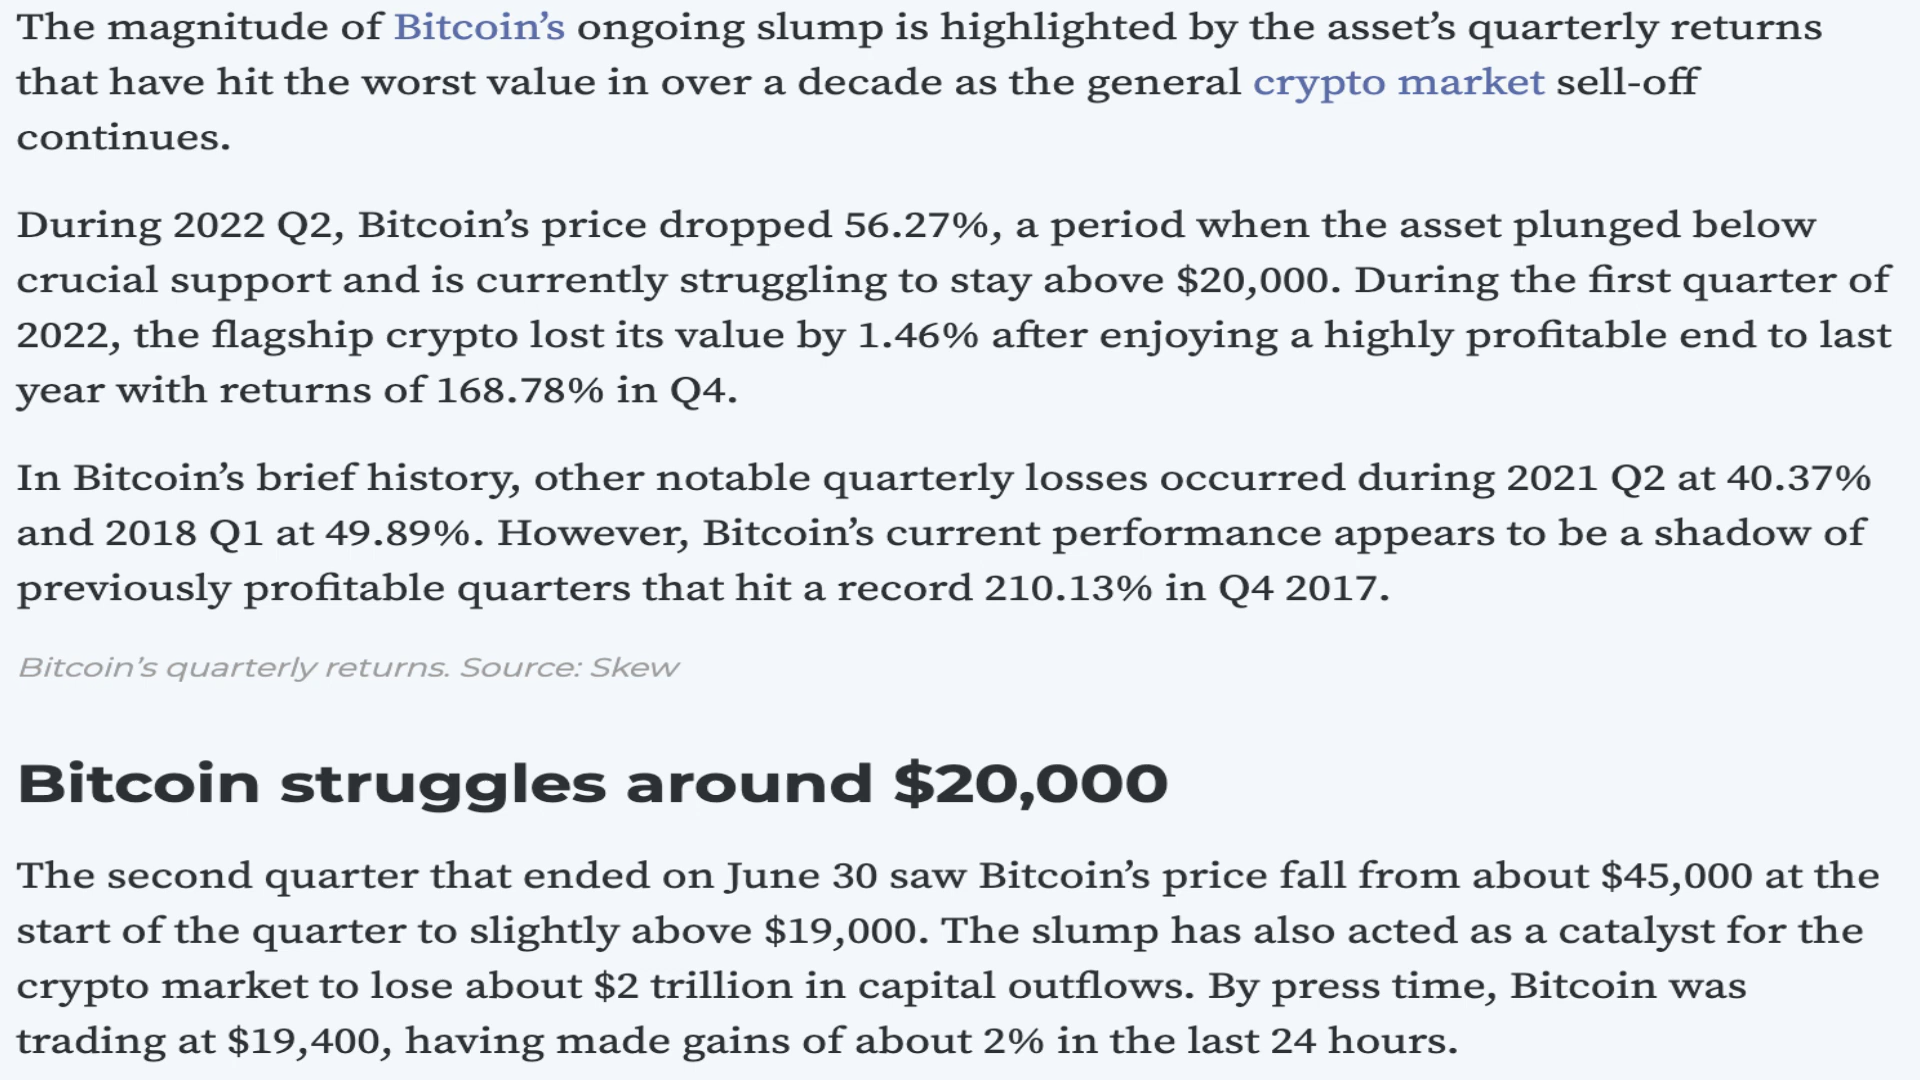 The magnitude of Bitcoin’s ongoing slump is highlighted by the asset’s quarterly returns
that have hit the worst value in over a decade as the general crypto market sell-off
continues.
During 2022 Q2, Bitcoin’s price dropped 56.27%, a period when the asset plunged below
crucial support and is currently struggling to stay above $20,000. During the first quarter of
2022, the flagship crypto lost its value by 1.46% after enjoying a highly profitable end to last
year with returns of 168.78% in Q4.
In Bitcoin’s brief history, other notable quarterly losses occurred during 2021 Q2 at 40.37%
and 2018 Q1 at 49.89%. However, Bitcoin’s current performance appears to be a shadow of
previously profitable quarters that hit a record 210.13% in Q4 2017.
Bitcoin’s quarterly returns. Source: Skew
Bitcoin struggles around $20,000
The second quarter that ended on June 30 saw Bitcoin’s price fall from about $45,000 at the
start of the quarter to slightly above $19,000. The slump has also acted as a catalyst for the
crypto market to lose about $2 trillion in capital outflows. By press time, Bitcoin was
trading at $19,400, having made gains of about 2% in the last 24 hours.